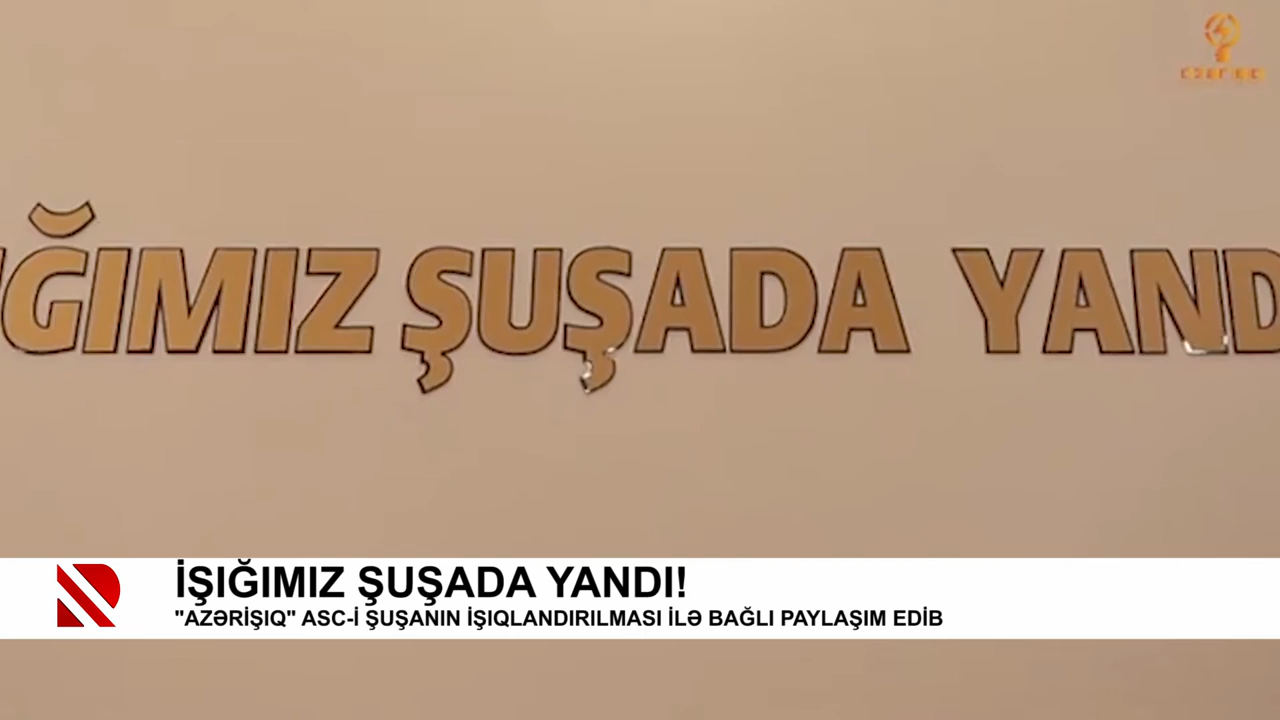 IĞIMIZ ŞUŞADA YAND
İŞIĞIMIZ ŞUŞADA YANDI!
"AZƏRİŞIQ" ASC-İ ŞUŞANIN İŞIQLANDIRILMASI İLƏ BAĞLI PAYLAŞIM EDİB